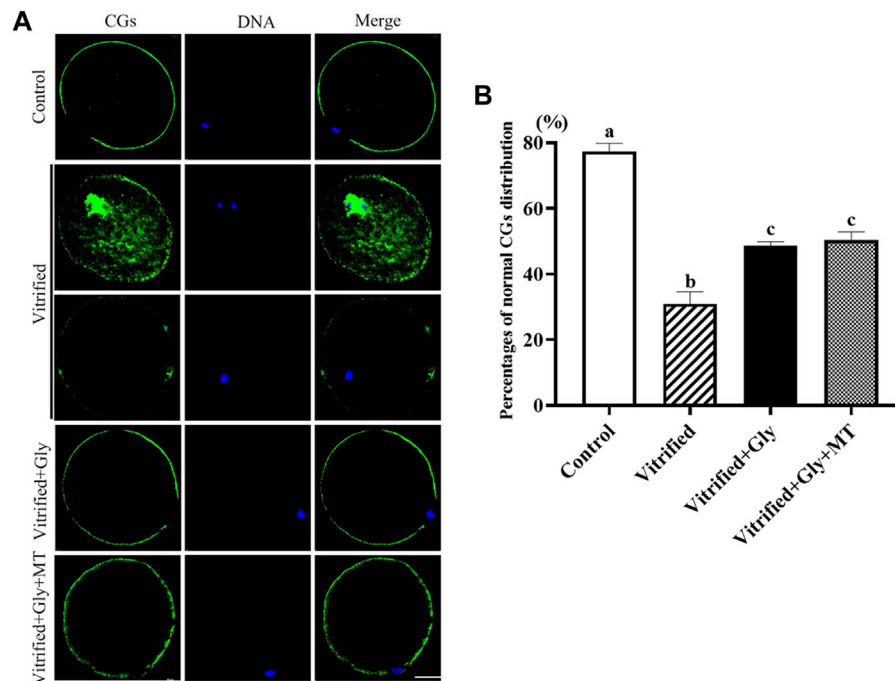 A
CGs DNA Merge
Control
Vitrified
Vitrified+Gly
Vitrified+Gly+MT
B
(%)
Percentages of normal CGs distribution
80
60
40
20
0
a
b
c
c
Control
Vitrified
Vitrified+Gly
Vitrified+Gly+MT